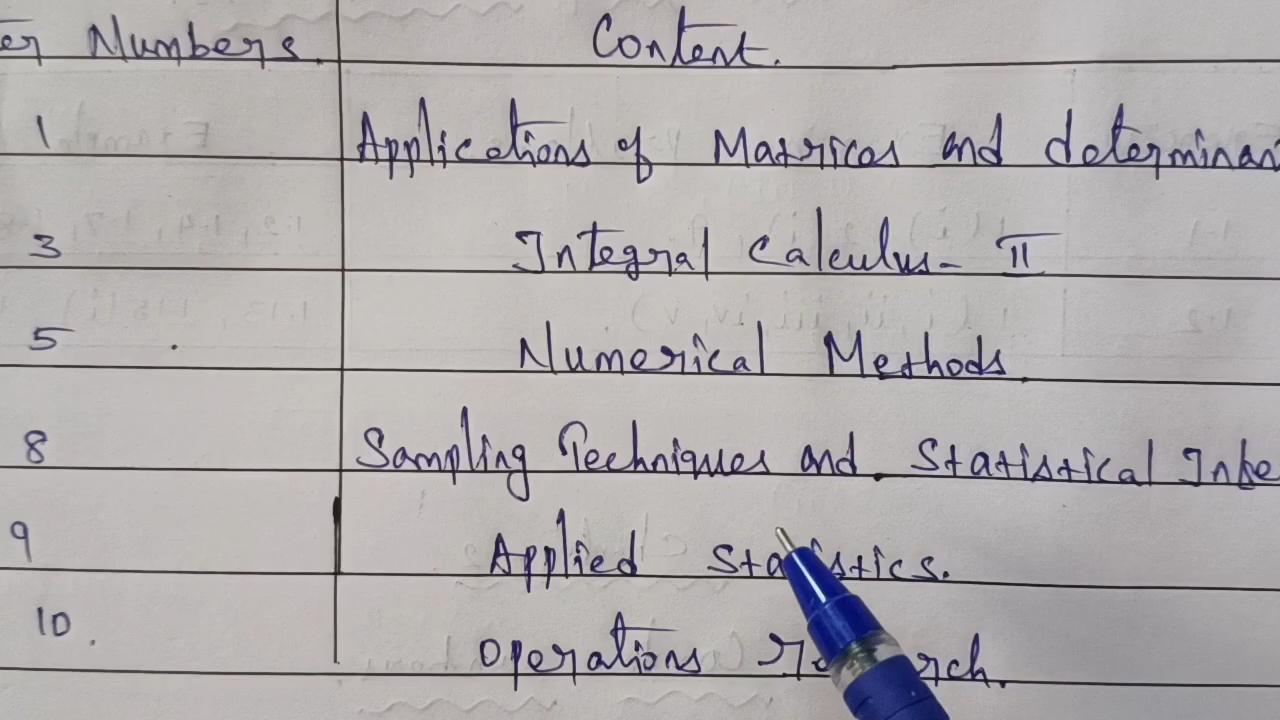 er Numbers. Content.
1 Applications of Matrices and determinan
3 Integral Calculus - II
5 Numerical Methods.
8 Sampling Techniques and Statistical Infe
9 Applied Statistics.
10. Operations